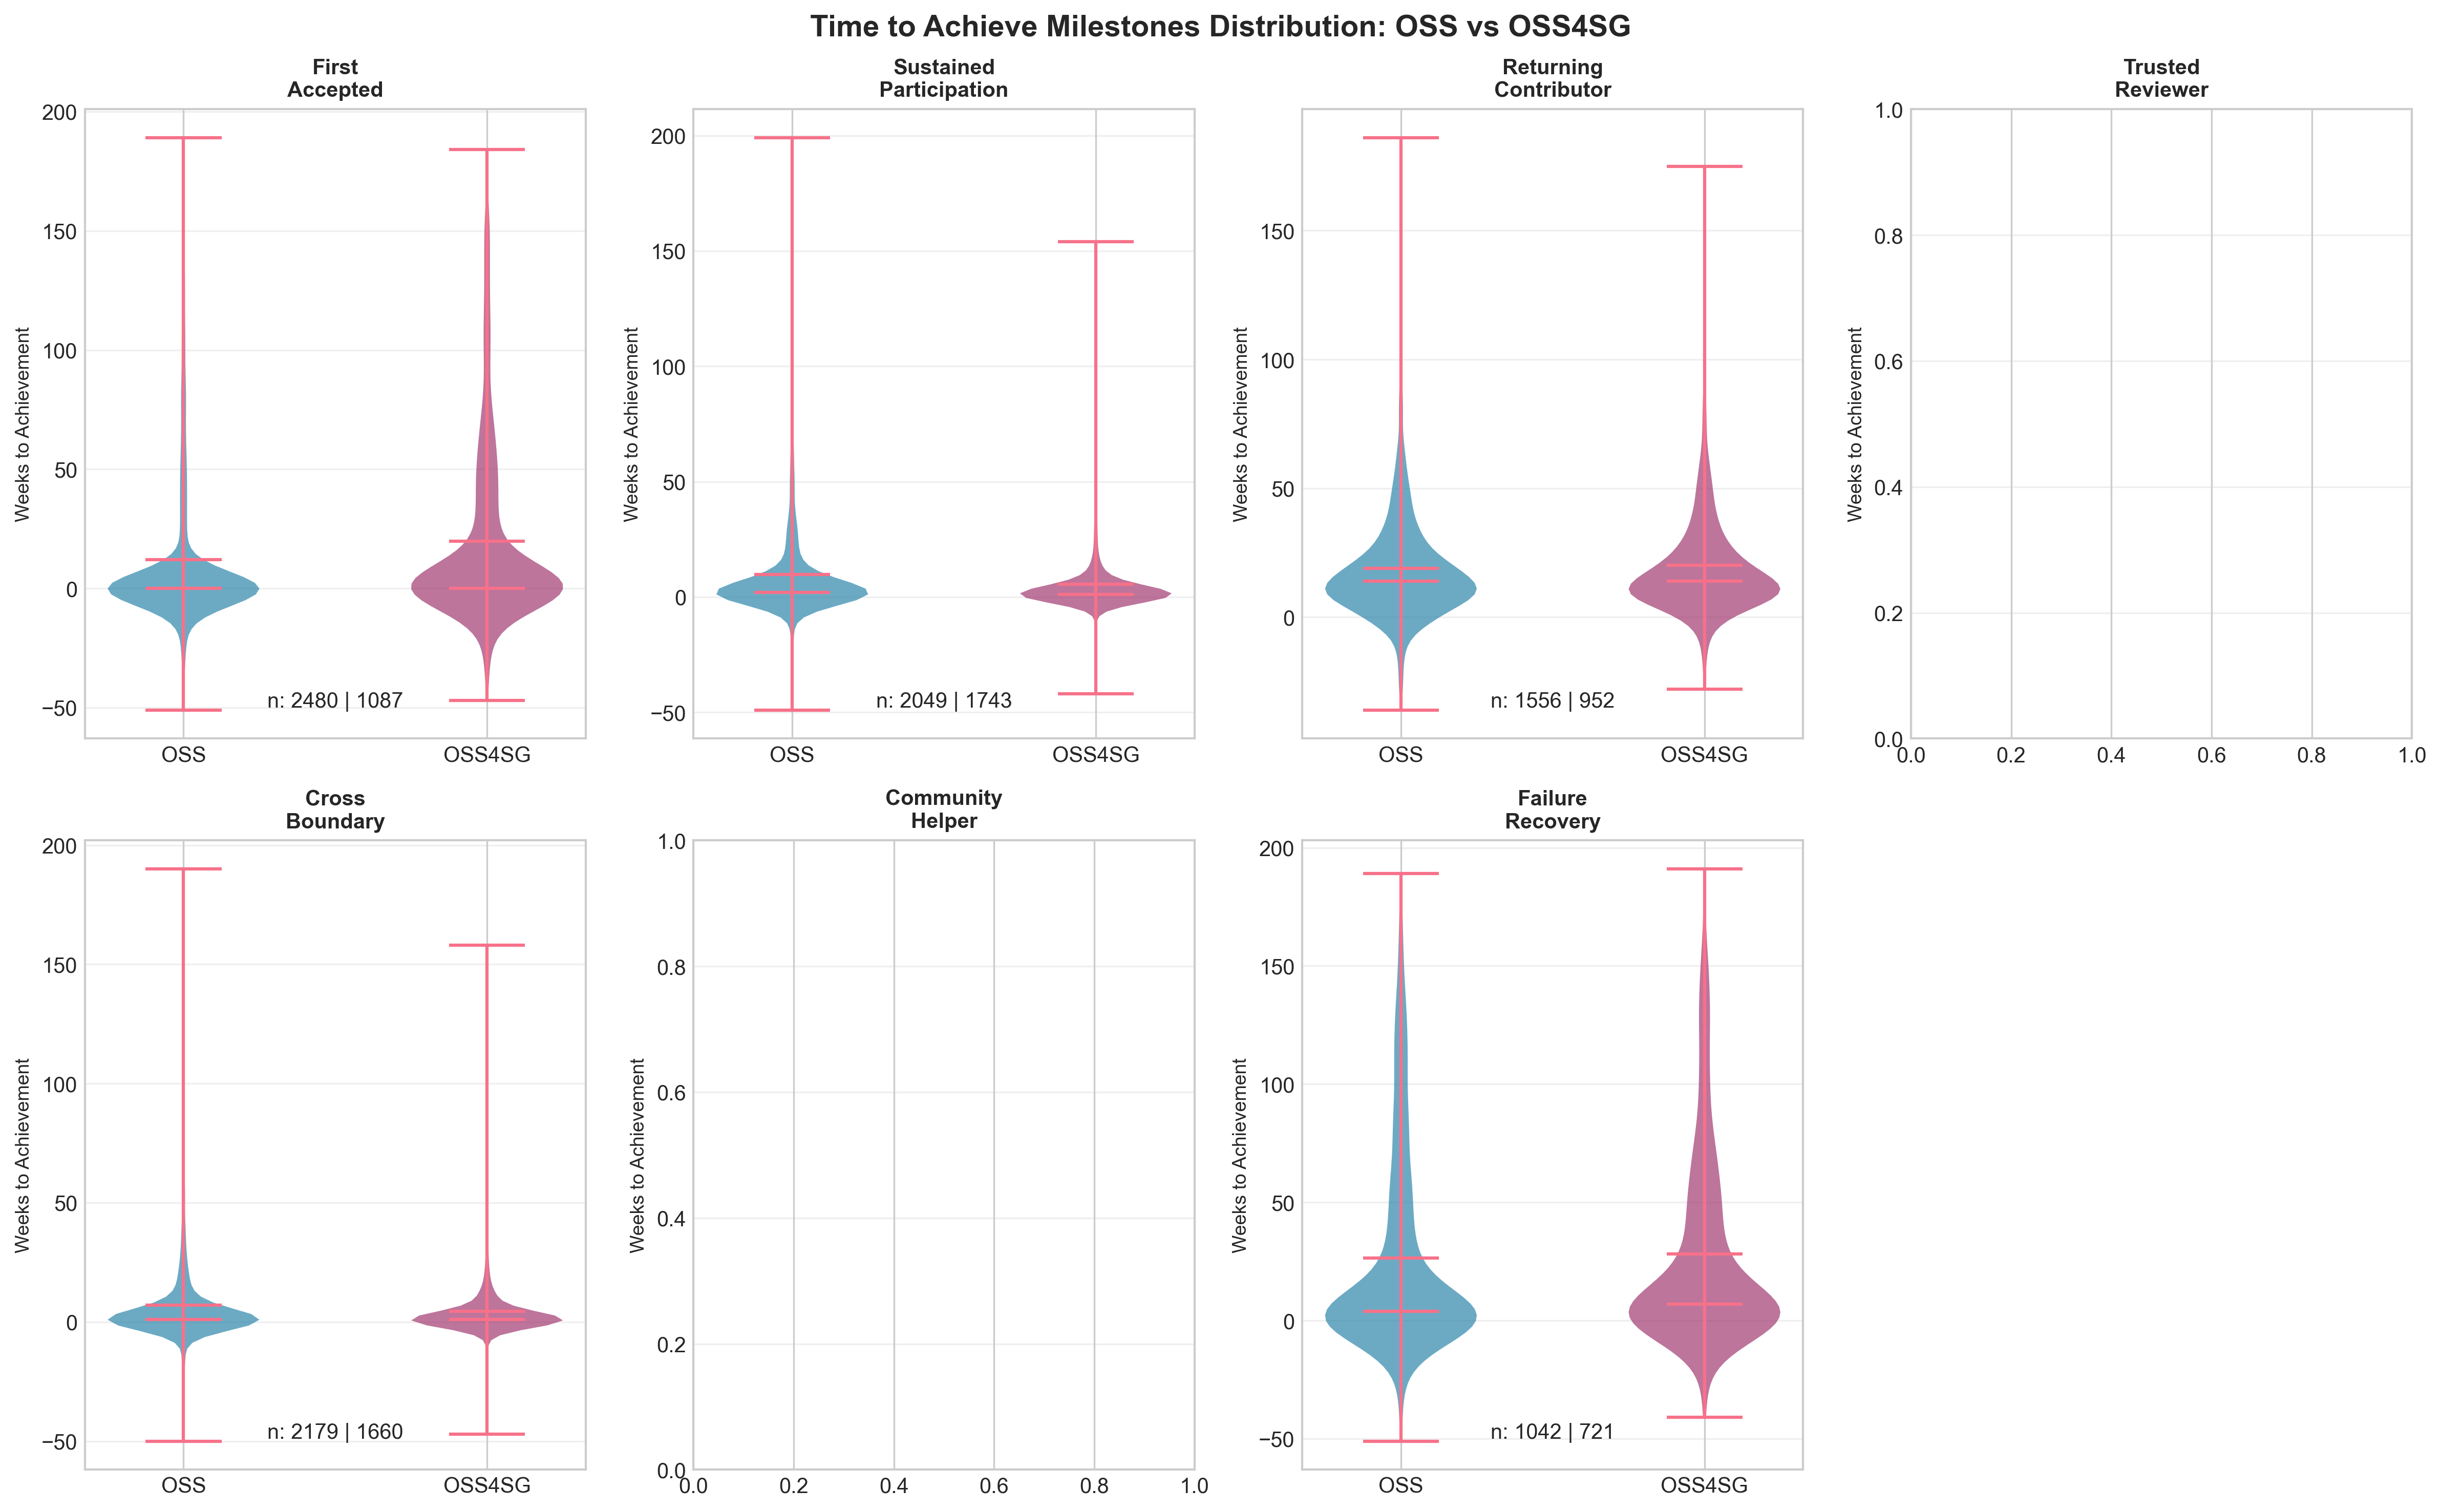 Time to Achieve Milestones Distribution: OSS vs OSS4SG
First
Accepted
Weeks to Achievement
200
150
100
50
0
−50
n: 2480 | 1087
OSS
OSS4SG
Sustained
Participation
Weeks to Achievement
200
150
100
50
0
−50
n: 2049 | 1743
OSS
OSS4SG
Returning
Contributor
Weeks to Achievement
150
100
50
0
n: 1556 | 952
OSS
OSS4SG
Trusted
Reviewer
Weeks to Achievement
1.0
0.8
0.6
0.4
0.2
0.0
0.0 0.2 0.4 0.6 0.8 1.0
Cross
Boundary
Weeks to Achievement
200
150
100
50
0
−50
n: 2179 | 1660
OSS
OSS4SG
Community
Helper
Weeks to Achievement
1.0
0.8
0.6
0.4
0.2
0.0
0.0 0.2 0.4 0.6 0.8 1.0
Failure
Recovery
Weeks to Achievement
200
150
100
50
0
−50
n: 1042 | 721
OSS
OSS4SG